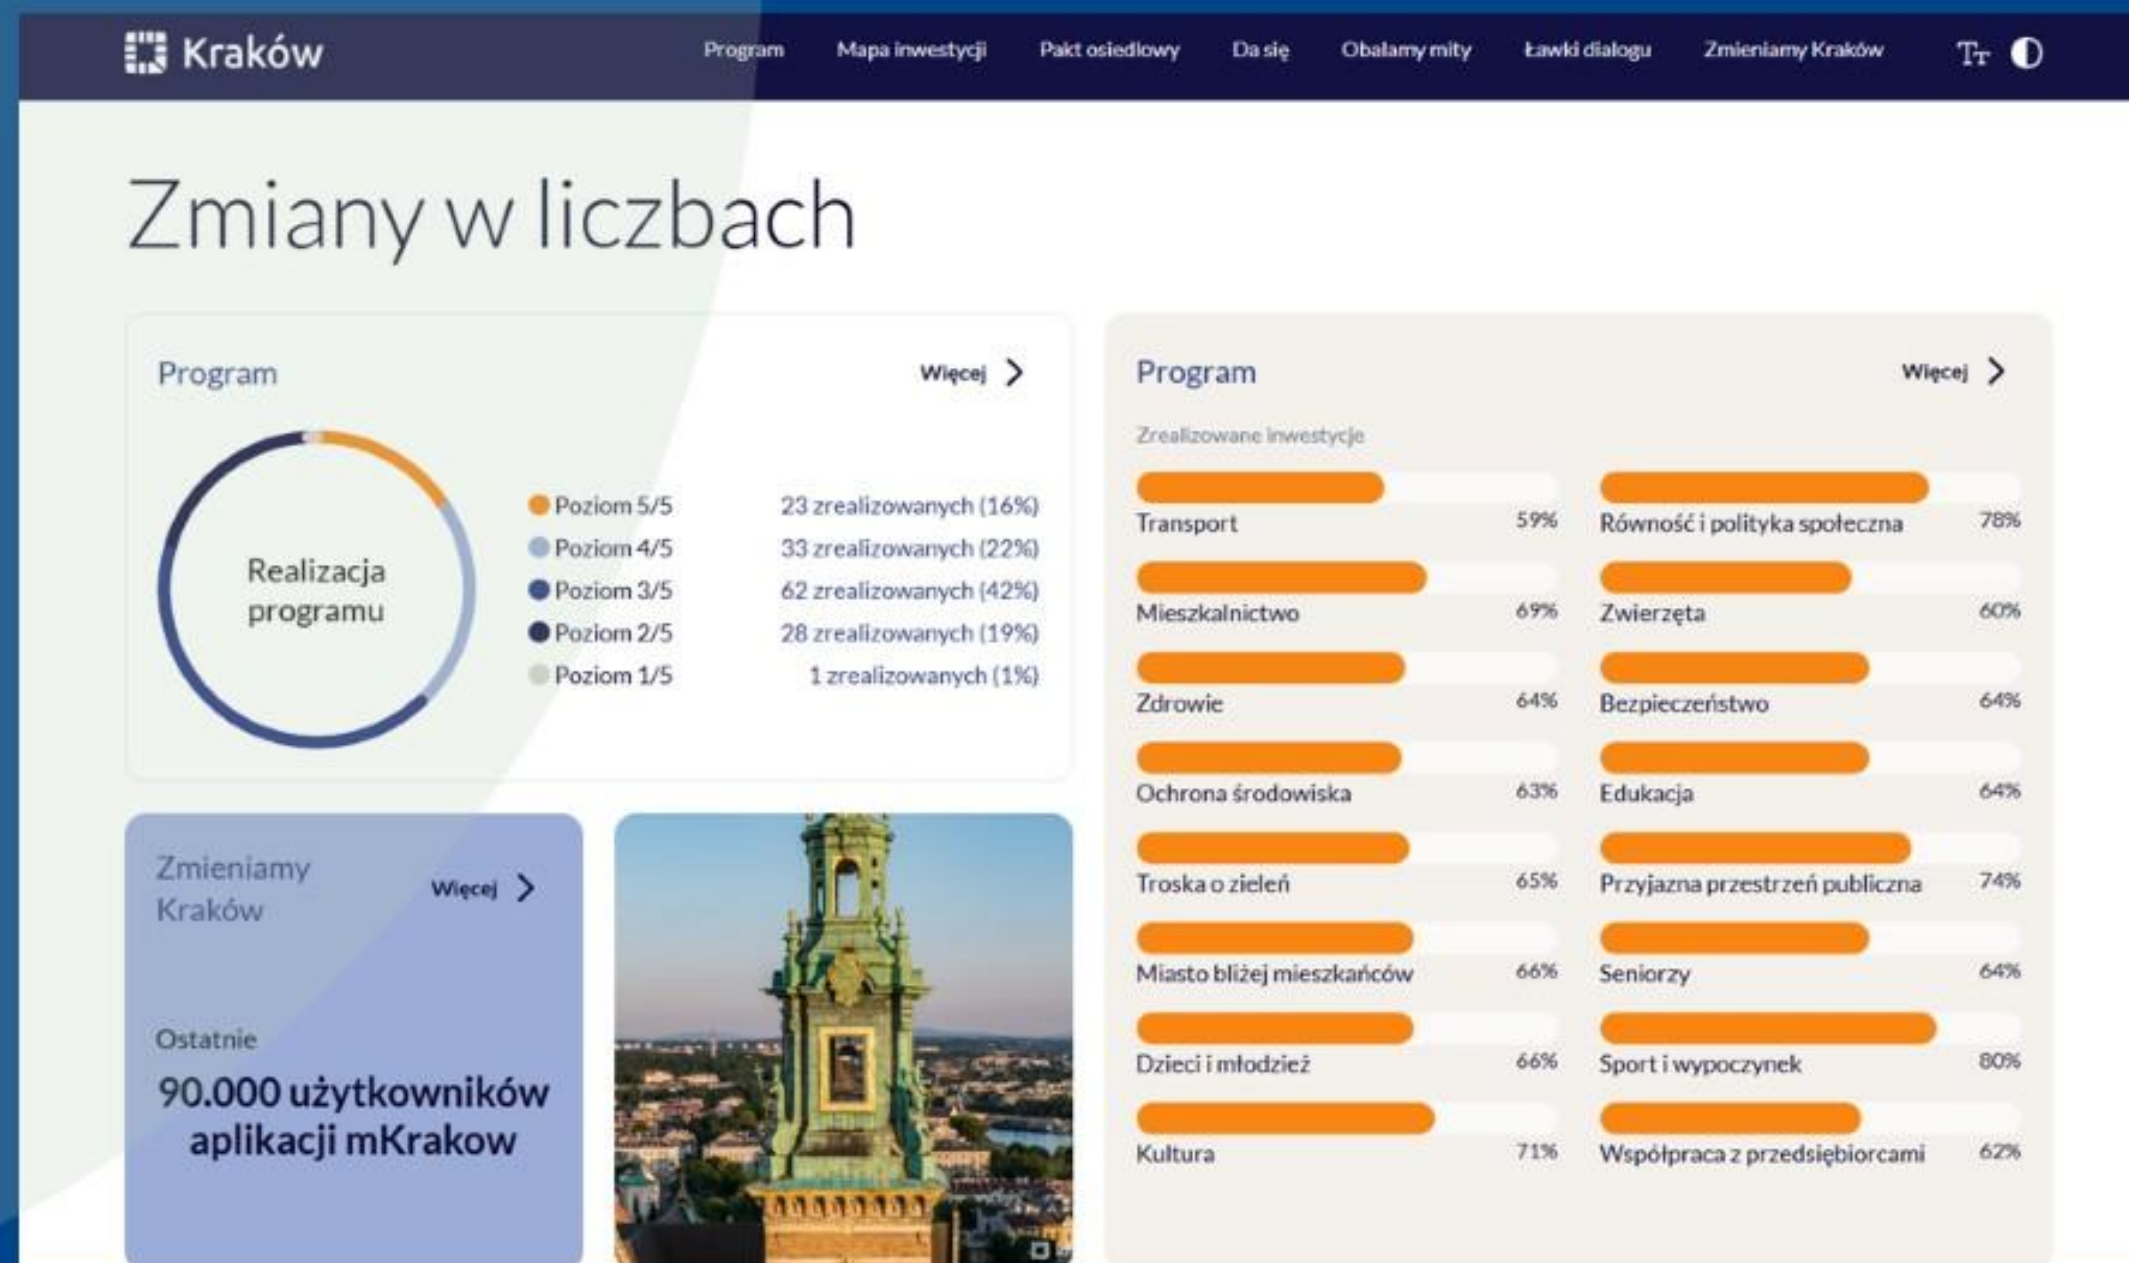 Kraków
Program
Mapa inwestycji
Pakt osiedlowy
Da się
Obalamy mity
Ławki dialogu
Zmieniamy Kraków
Tт
Zmiany w liczbach
Program
Więcej
Realizacja
programu
Poziom 5/5 23 zrealizowanych (16%)
Poziom 4/5 33 zrealizowanych (22%)
Poziom 3/5 62 zrealizowanych (42%)
Poziom 2/5 28 zrealizowanych (19%)
Poziom 1/5 1 zrealizowanych (1%)
Zmieniamy
Kraków
Więcej
Ostatnie
90.000 użytkowników
aplikacji mKrakow
Program
Więcej
Zrealizowane inwestycje
Transport 59%
Równość i polityka społeczna 78%
Mieszkalnictwo 69%
Zwierzęta 60%
Zdrowie 64%
Bezpieczeństwo 64%
Ochrona środowiska 63%
Edukacja 64%
Troska o zieleń 65%
Przyjazna przestrzeń publiczna 74%
Miasto bliżej mieszkańców 66%
Seniorzy 64%
Dzieci i młodzież 66%
Sport i wypoczynek 80%
Kultura 71%
Współpraca z przedsiębiorcami 62%